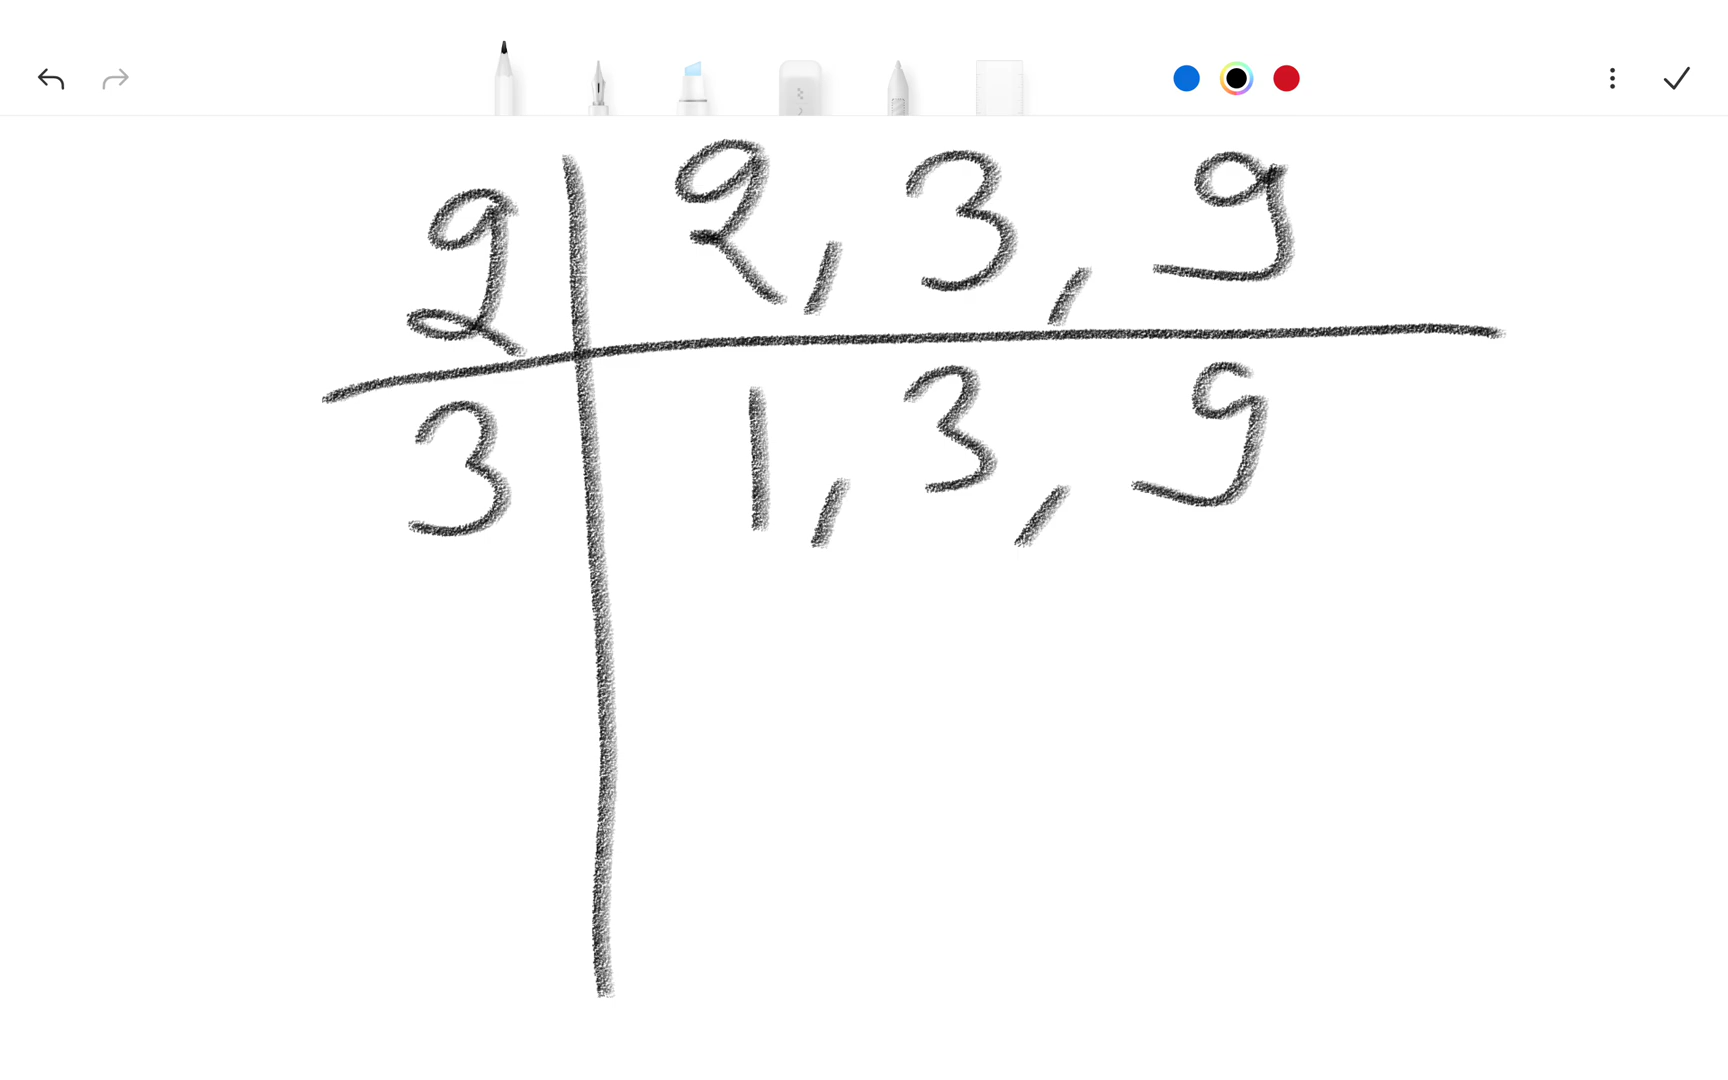 2 | 2, 3, 9
3 | 1, 3, 9